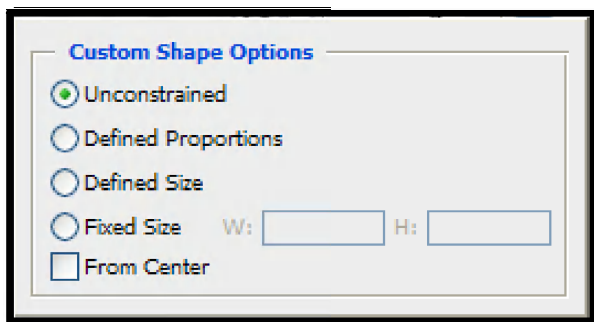 Custom Shape Options
Unconstrained
Defined Proportions
Defined Size
Fixed Size W: H:
From Center